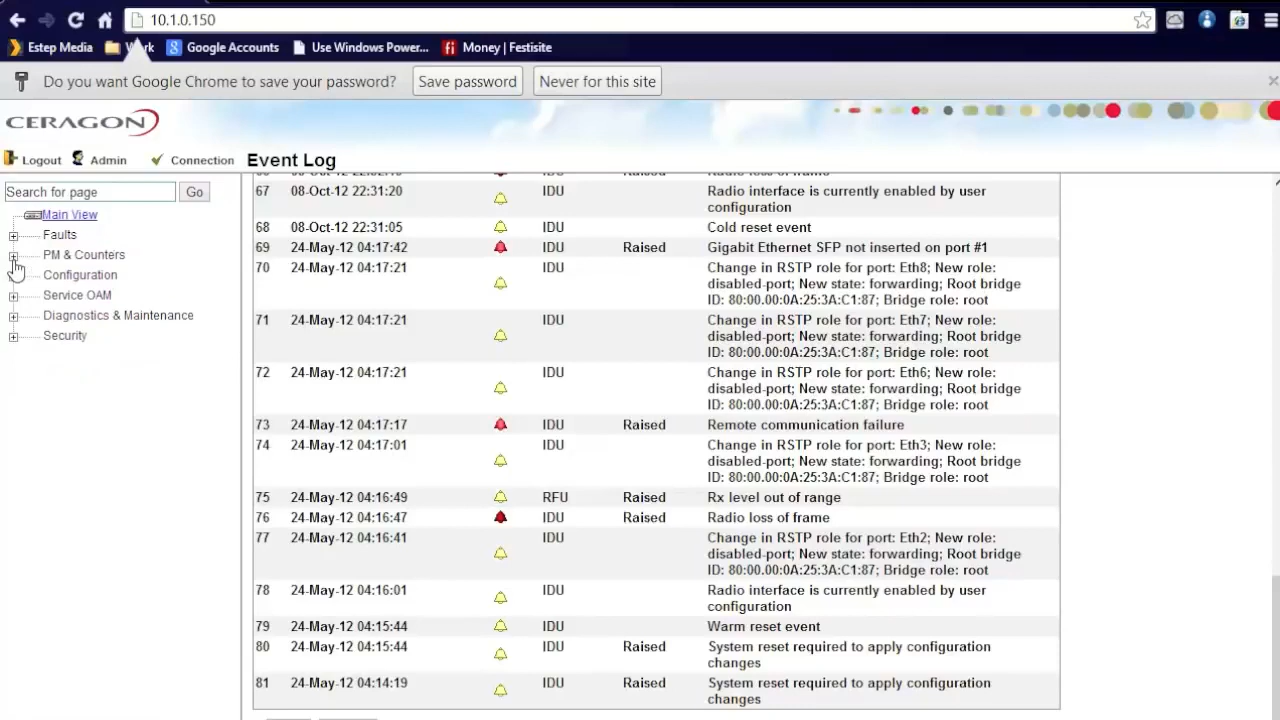 10.1.0.150
Estep Media Work Google Accounts Use Windows Power... Money | Festisite
Do you want Google Chrome to save your password? Save password Never for this site
CERAGON
Logout Admin Connection Event Log
Search for page Go
Main View
Faults
PM & Counters
Configuration
Service OAM
Diagnostics & Maintenance
Security
67 08-Oct-12 22:31:20 IDU Radio interface is currently enabled by user
configuration
68 08-Oct-12 22:31:05 IDU Cold reset event
69 24-May-12 04:17:42 IDU Raised Gigabit Ethernet SFP not inserted on port #1
70 24-May-12 04:17:21 IDU Change in RSTP role for port: Eth8; New role:
disabled-port; New state: forwarding; Root bridge
ID: 80:00.00:0A:25:3A:C1:87; Bridge role: root
71 24-May-12 04:17:21 IDU Change in RSTP role for port: Eth7; New role:
disabled-port; New state: forwarding; Root bridge
ID: 80:00.00:0A:25:3A:C1:87; Bridge role: root
72 24-May-12 04:17:21 IDU Change in RSTP role for port: Eth6; New role:
disabled-port; New state: forwarding; Root bridge
ID: 80:00.00:0A:25:3A:C1:87; Bridge role: root
73 24-May-12 04:17:17 IDU Raised Remote communication failure
74 24-May-12 04:17:01 IDU Change in RSTP role for port: Eth3; New role:
disabled-port; New state: forwarding; Root bridge
ID: 80:00.00:0A:25:3A:C1:87; Bridge role: root
75 24-May-12 04:16:49 RFU Raised Rx level out of range
76 24-May-12 04:16:47 IDU Raised Radio loss of frame
77 24-May-12 04:16:41 IDU Change in RSTP role for port: Eth2; New role:
disabled-port; New state: forwarding; Root bridge
ID: 80:00.00:0A:25:3A:C1:87; Bridge role: root
78 24-May-12 04:16:01 IDU Radio interface is currently enabled by user
configuration
79 24-May-12 04:15:44 IDU Warm reset event
80 24-May-12 04:15:44 IDU Raised System reset required to apply configuration
changes
81 24-May-12 04:14:19 IDU Raised System reset required to apply configuration
changes